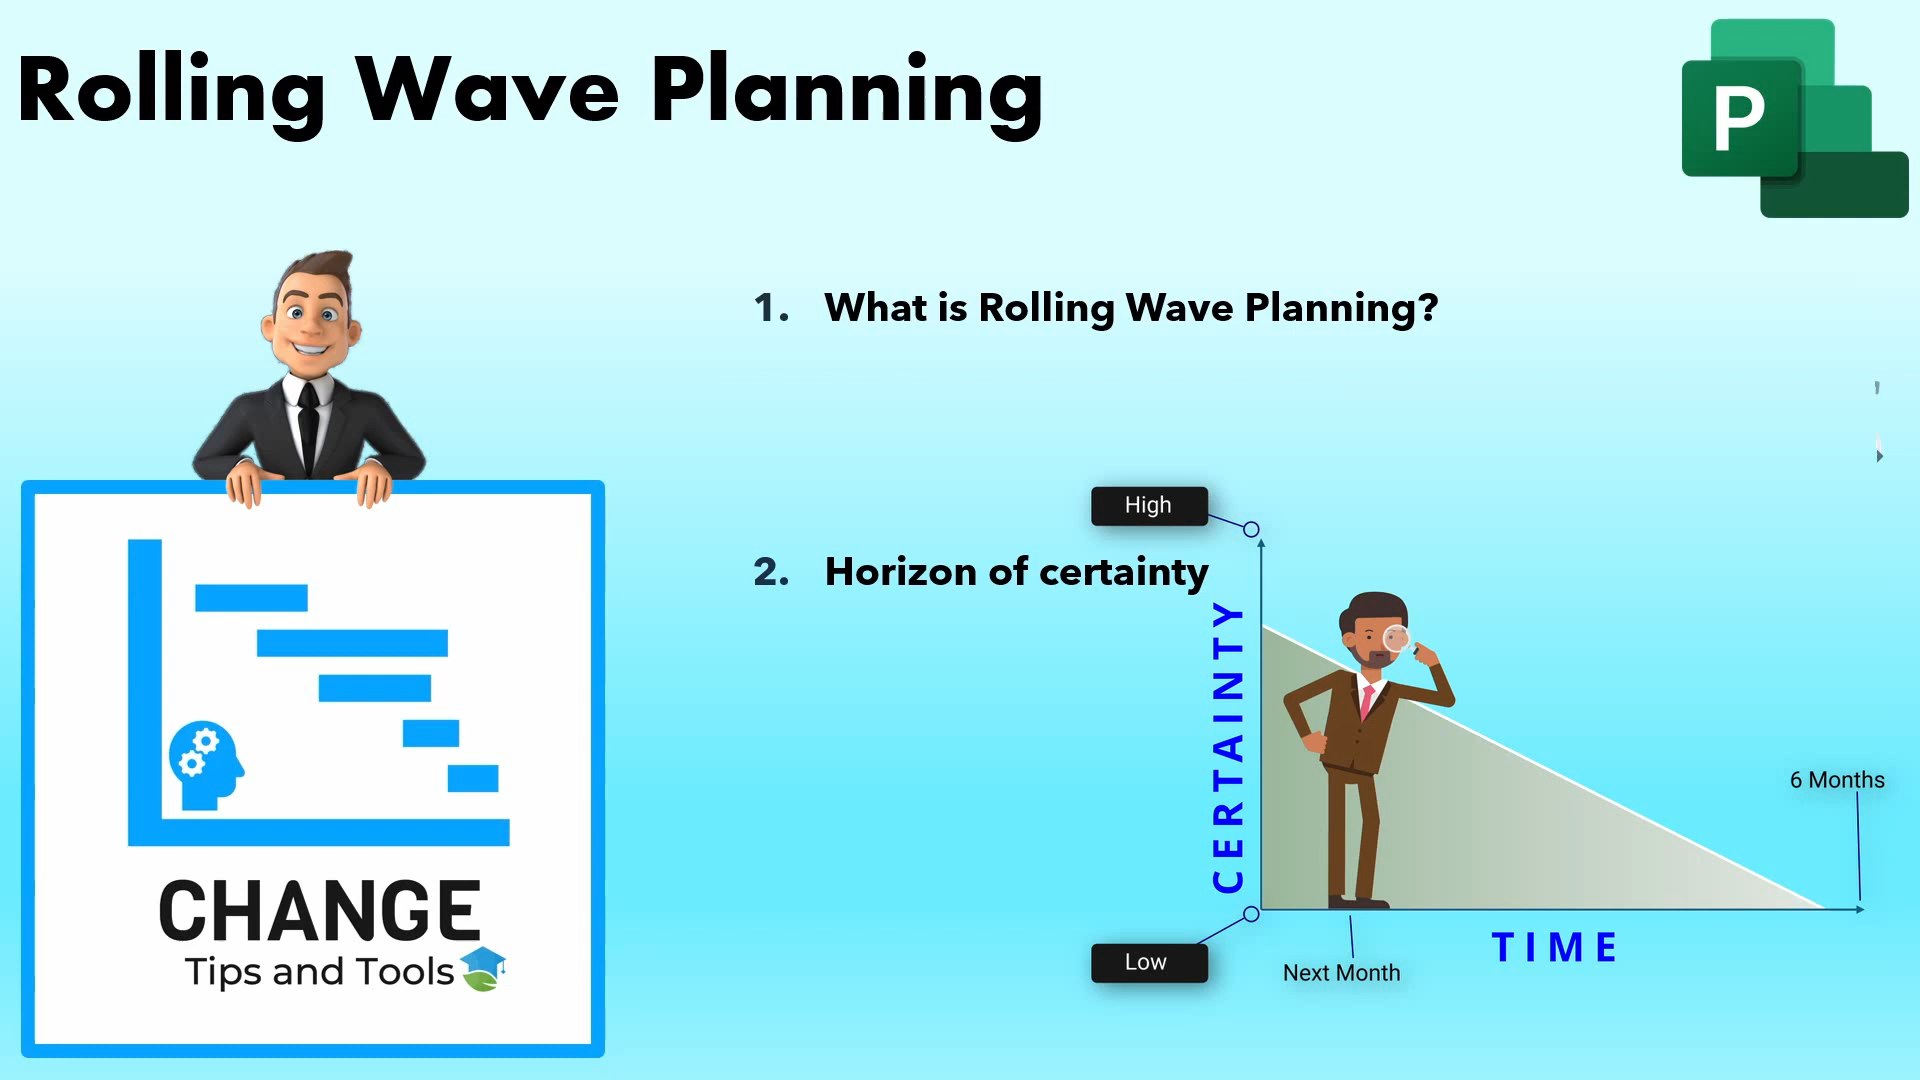 Rolling Wave Planning
P
1. What is Rolling Wave Planning?
High
2. Horizon of certainty
CERTAINTY
6 Months
Low
Next Month
TIME
CHANGE
Tips and Tools